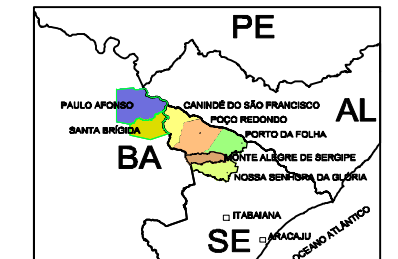 PE
PAULO AFONSO
CANINDÉ DO SÃO FRANCISCO
AL
POÇO REDONDO
SANTA BRÍGIDA
PORTO DA FOLHA
BA
MONTE ALEGRE DE SERGIPE
NOSSA SENHORA DA GLÓRIA
ITABAIANA
SE
ARACAJU
OCEANO ATLÂNTICO